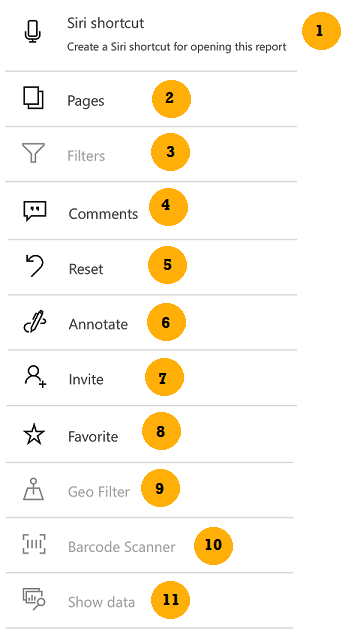 Siri shortcut
1
Create a Siri shortcut for opening this report
Pages 2
Filters 3
Comments 4
Reset 5
Annotate 6
Invite 7
Favorite 8
Geo Filter 9
Barcode Scanner 10
Show data 11